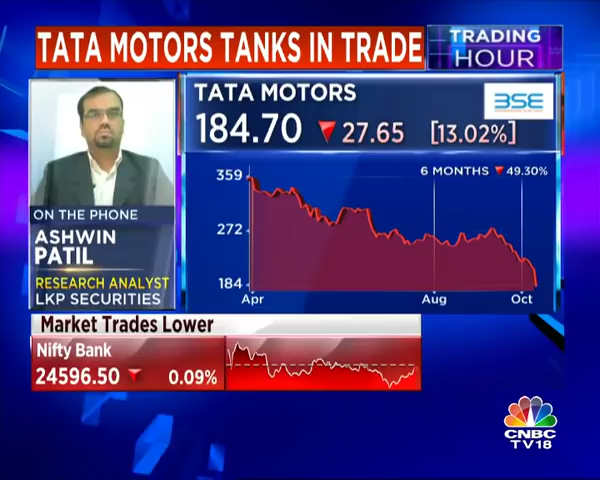 TATA MOTORS TANKS IN TRADE
TRADING
HOUR
TATA MOTORS
BSE
184.70 27.65 [13.02%]
6 MONTHS 49.30%
359
272
184
Apr Aug Oct
ON THE PHONE
ASHWIN
PATIL
RESEARCH ANALYST
LKP SECURITIES
Market Trades Lower
Nifty Bank
24596.50 0.09%
CNBC
TV18